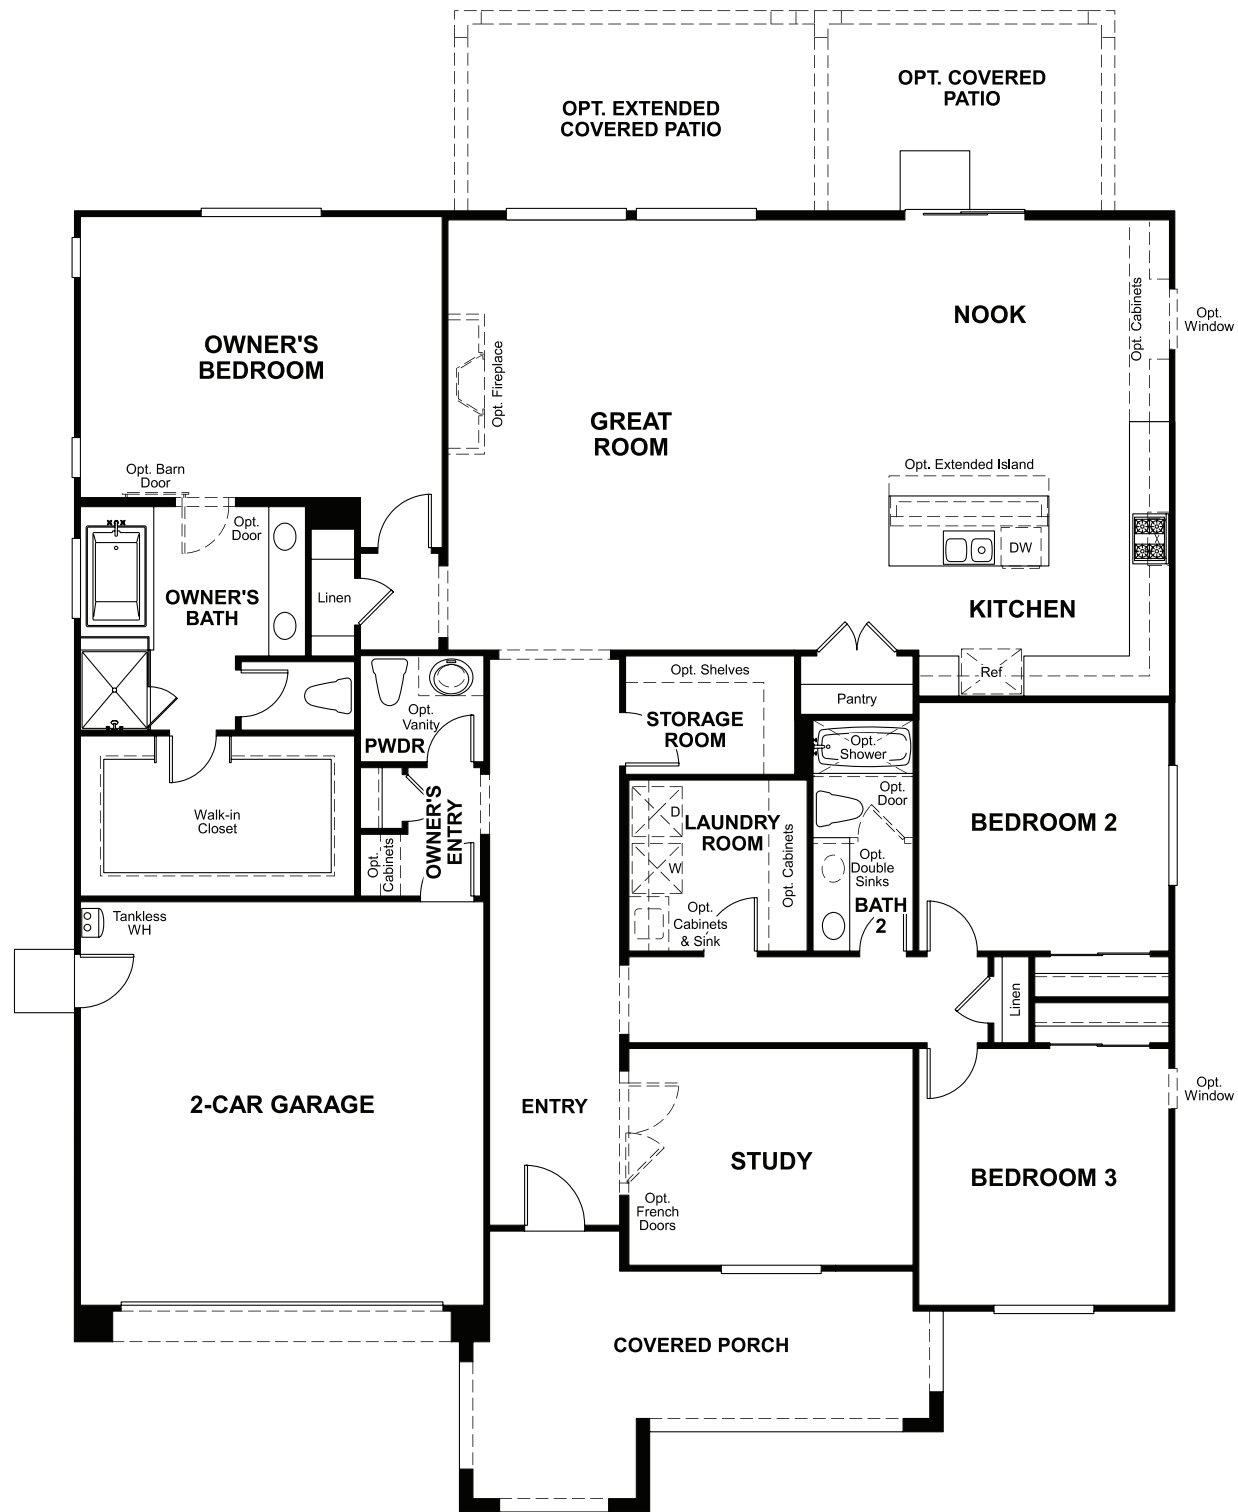 OPT. EXTENDED
COVERED PATIO
OPT. COVERED
PATIO
OWNER'S
BEDROOM
Opt. Fireplace
GREAT
ROOM
NOOK
Opt. Cabinets
Opt.
Window
Opt. Extended Island
DW
KITCHEN
Ref
Opt. Barn
Door
Opt.
Door
OWNER'S
BATH
Linen
Opt.
Vanity
PWDR
Opt. Shelves
STORAGE
ROOM
Pantry
Walk-in
Closet
OWNER'S
ENTRY
Opt.
Cabinets
D
W
LAUNDRY
ROOM
Opt. Cabinets
Opt.
Cabinets
& Sink
Opt.
Shower
Opt.
Door
Opt.
Double
Sinks
BATH
2
BEDROOM 2
Tankless
WH
Linen
2-CAR GARAGE
ENTRY
STUDY
Opt.
French
Doors
BEDROOM 3
Opt.
Window
COVERED PORCH